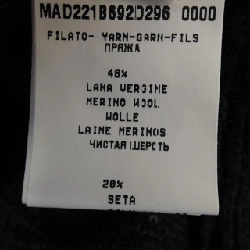 MAD221B692D296 0000
FILATO- YARN-GARN-FILS
ПРЯЖА
48%
LANA VERGINE
MERINO WOOL
WOLLE
LAINE MERINOS
ЧИСТАЯ ШЕРСТЬ
20%
SETA